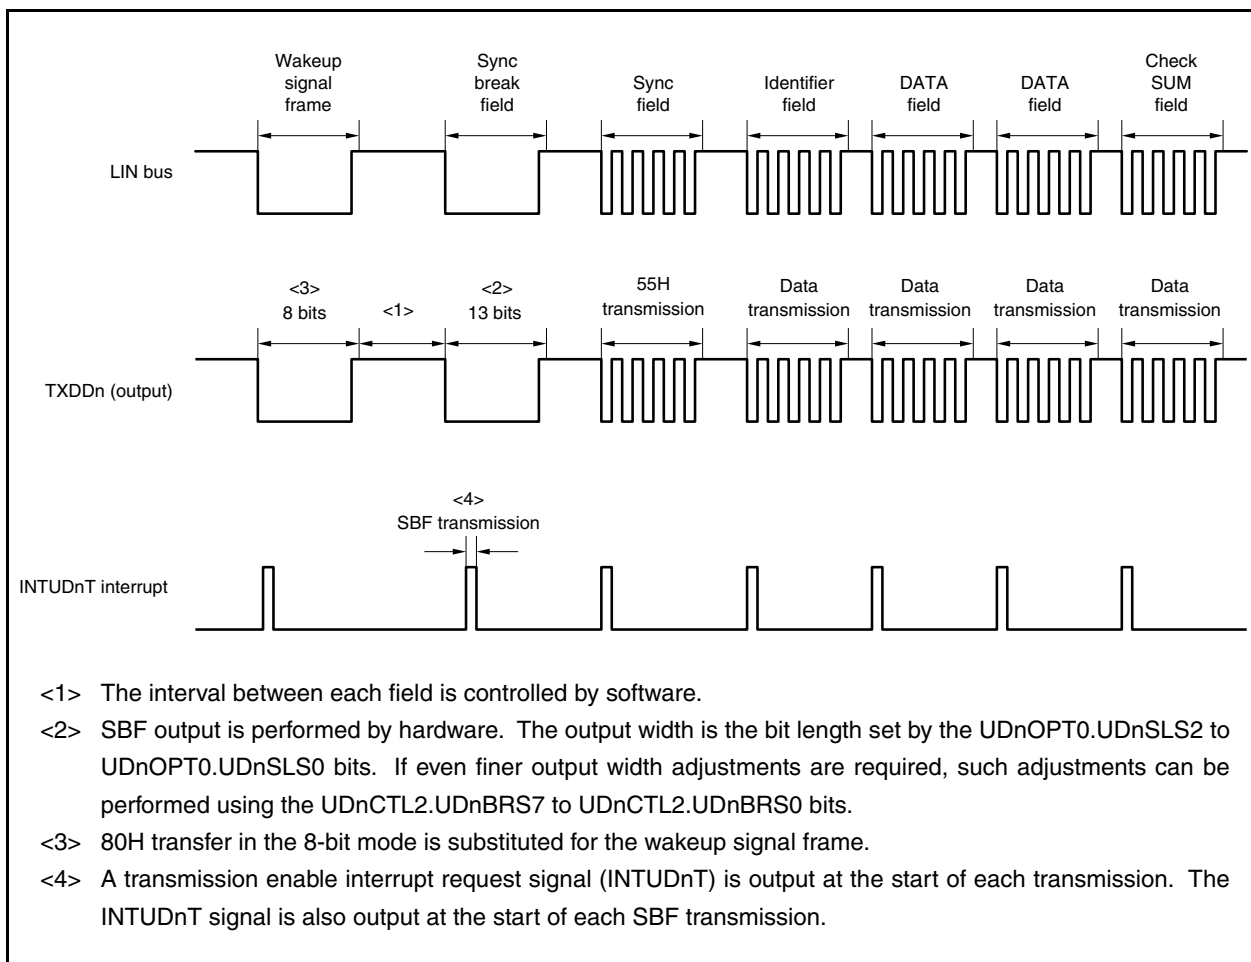 Wakeup signal frame
Sync break field
Sync field
Identifier field
DATA field
DATA field
Check SUM field
LIN bus
<3> 8 bits
<1>
<2> 13 bits
55H transmission
Data transmission
Data transmission
Data transmission
Data transmission
TXDDn (output)
<4>
SBF transmission
INTUDnT interrupt
<1> The interval between each field is controlled by software.
<2> SBF output is performed by hardware. The output width is the bit length set by the UDnOPT0.UDnSLS2 to
UDnOPT0.UDnSLS0 bits. If even finer output width adjustments are required, such adjustments can be
performed using the UDnCTL2.UDnBRS7 to UDnCTL2.UDnBRS0 bits.
<3> 80H transfer in the 8-bit mode is substituted for the wakeup signal frame.
<4> A transmission enable interrupt request signal (INTUDnT) is output at the start of each transmission. The
INTUDnT signal is also output at the start of each SBF transmission.